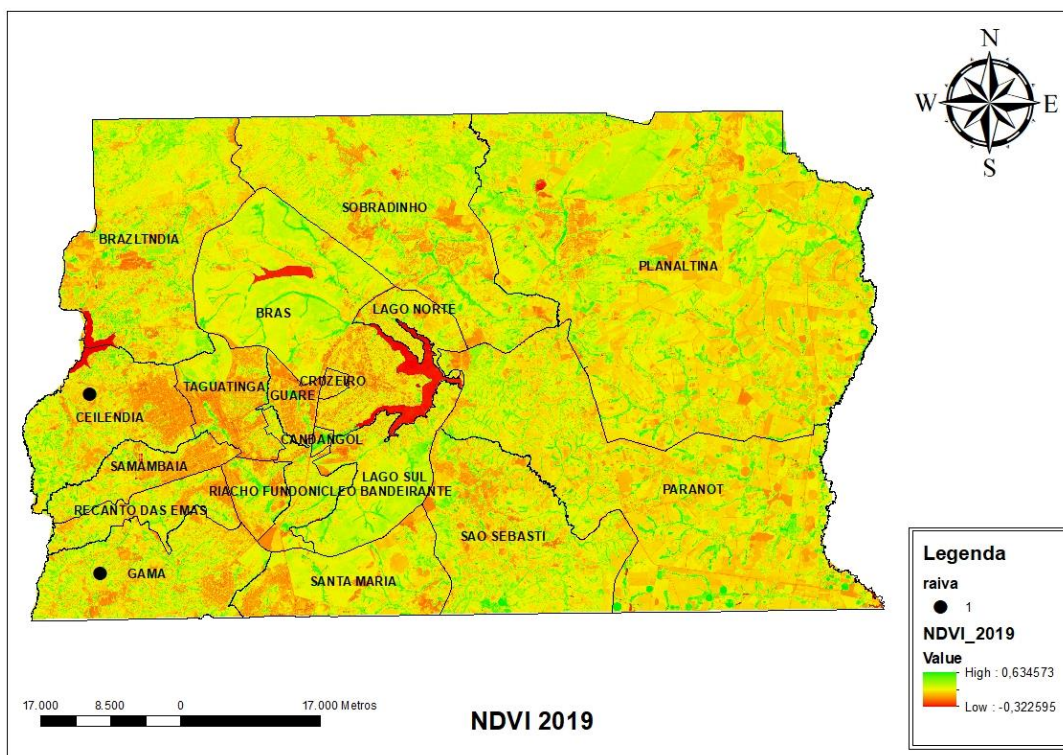 N
W E
S
SOBRADINHO
BRAZLTNDIA
PLANALTINA
LAGO NORTE
BRAS
CRUZEIRO
TAGUATINGA
GUARE
CEILENDIA
CANDANGOL
SAMAMBAIA
LAGO SUL
RIACHO FUNDONICLEO BANDEIRANTE
PARANOT
RECANTO DAS EMAS
SAO SEBASTI
GAMA
SANTA MARIA
Legenda
raiva
1
NDVI_2019
Value
High : 0,634573
Low : -0,322595
17.000 8.500 0 17.000 Metros
NDVI 2019